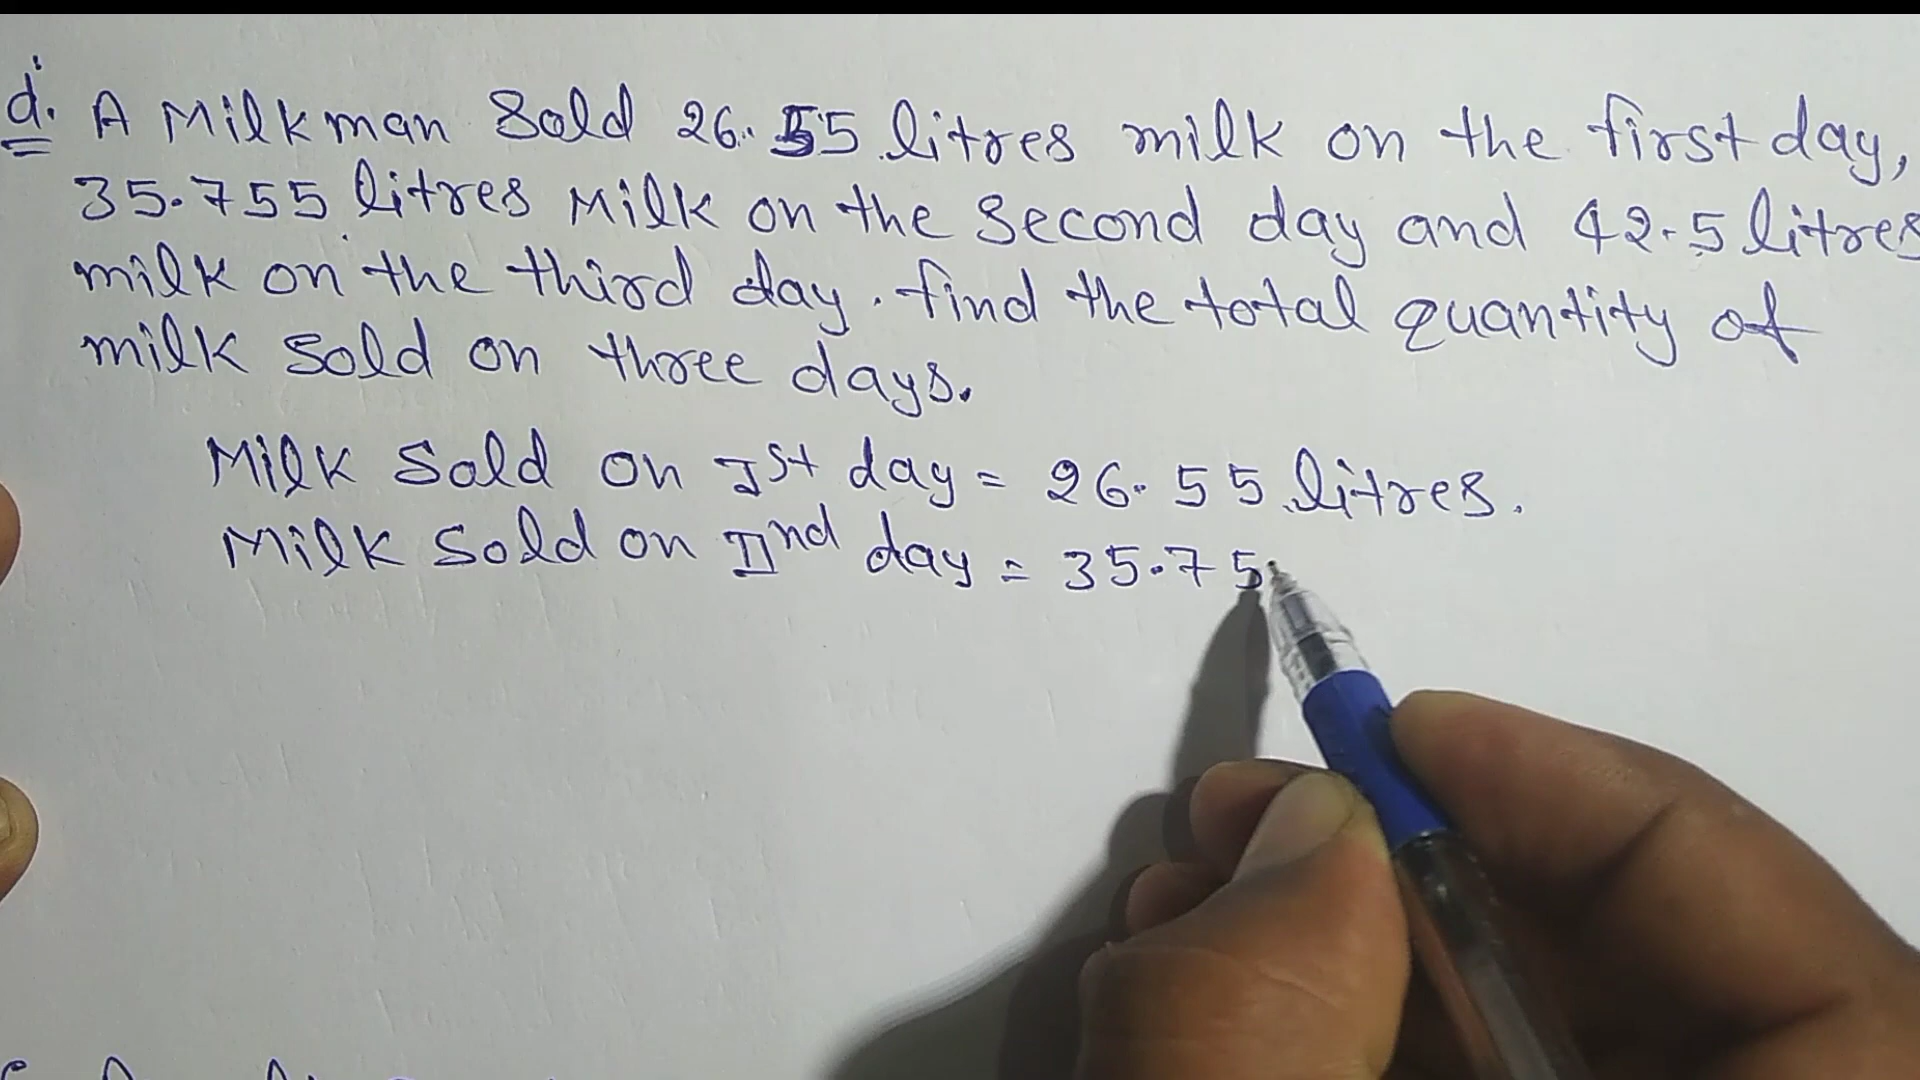 d. A Milkman Sold 26.55 litres milk on the first day,
35.755 litres Milk on the Second day and 42.5 litres
milk on the third day. find the total quantity of
milk sold on three days.
Milk Sold on Ist day = 26.55 litres.
Milk Sold on IInd day = 35.75